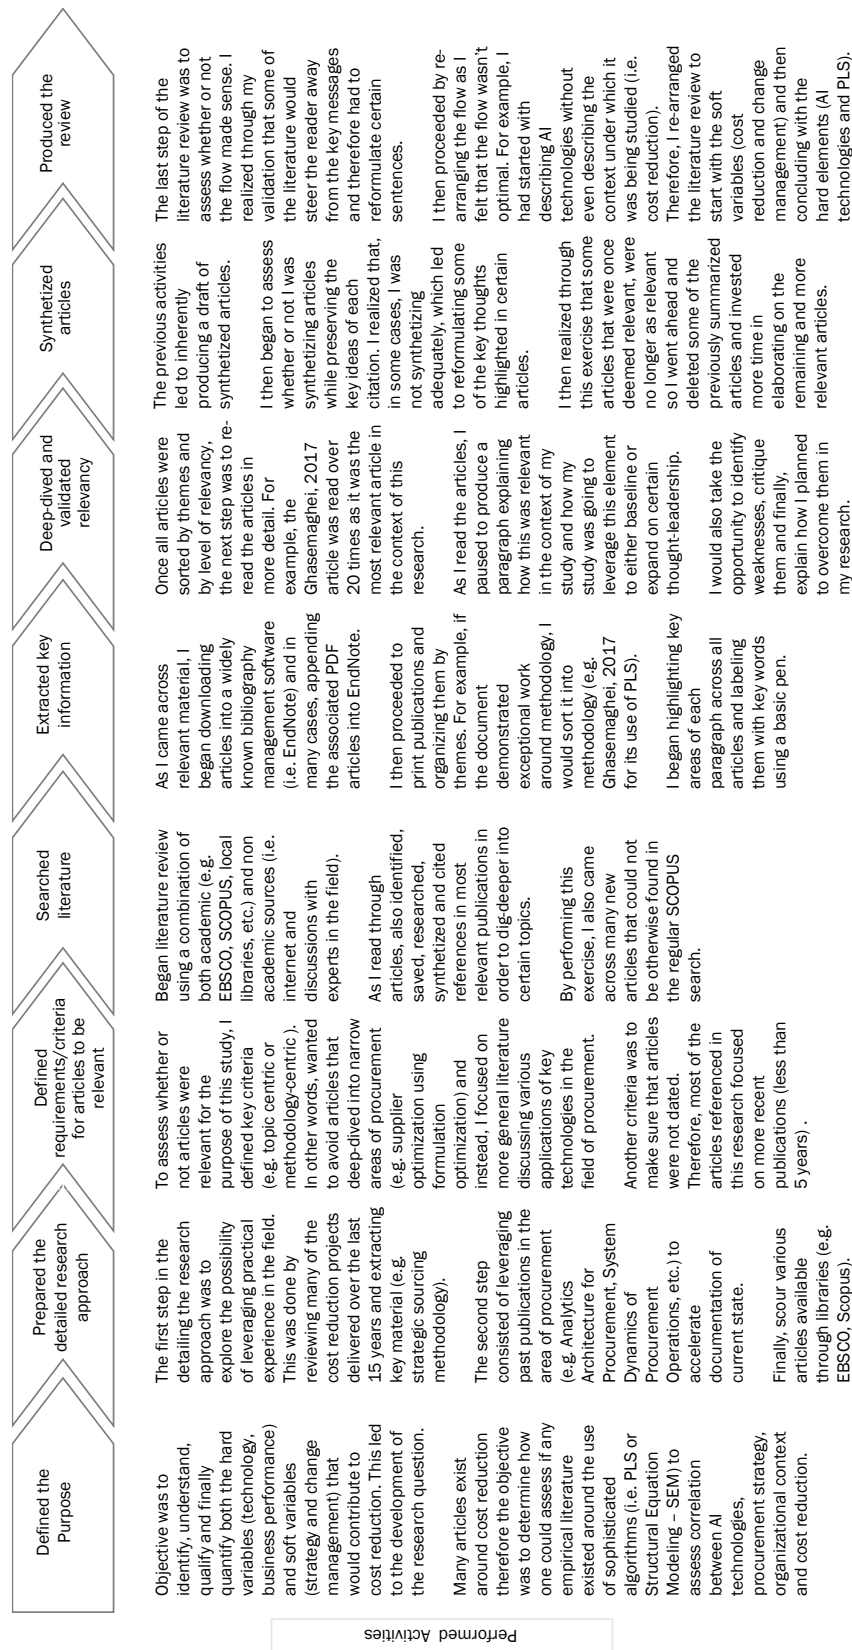 Performed Activities
Defined the
Purpose
Objective was to
identify, understand,
qualify and finally
quantify both the hard
variables (technology,
business performance)
and soft variables
(strategy and change
management) that
would contribute to
cost reduction. This led
to the development of
the research question.
Many articles exist
around cost reduction
therefore the objective
was to determine how
one could assess if any
empirical literature
existed around the use
of sophisticated
algorithms (i.e. PLS or
Structural Equation
Modeling – SEM) to
assess correlation
between AI
technologies,
procurement strategy,
organizational context
and cost reduction.
Prepared the
detailed research
approach
The first step in the
detailing the research
approach was to
explore the possibility
of leveraging practical
experience in the field.
This was done by
reviewing many of the
cost reduction projects
delivered over the last
15 years and extracting
key material (e.g.
strategic sourcing
methodology).
The second step
consisted of leveraging
past publications in the
area of procurement
(e.g. Analytics
Architecture for
Procurement, System
Dynamics of
Procurement
Operations, etc.) to
accelerate
documentation of
current state.
Finally, scour various
articles available
through libraries (e.g.
EBSCO, Scopus).
Defined
requirements/criteria
for articles to be
relevant
To assess whether or
not articles were
relevant for the
purpose of this study, I
defined key criteria
(e.g. topic centric or
methodology-centric ).
In other words, wanted
to avoid articles that
deep-dived into narrow
areas of procurement
(e.g. supplier
optimization using
formulation
optimization) and
instead, I focused on
more general literature
discussing various
applications of key
technologies in the
field of procurement.
Another criteria was to
make sure that articles
were not dated.
Therefore, most of the
articles referenced in
this research focused
on more recent
publications (less than
5 years) .
Searched
literature
Began literature review
using a combination of
both academic (e.g.
EBSCO, SCOPUS, local
libraries, etc.) and non
academic sources (i.e.
internet and
discussions with
experts in the field).
As I read through
articles, also identified,
saved, researched,
synthetized and cited
references in most
relevant publications in
order to dig-deeper into
certain topics.
By performing this
exercise, I also came
across many new
articles that could not
be otherwise found in
the regular SCOPUS
search.
Extracted key
information
As I came across
relevant material, I
began downloading
articles into a widely
known bibliography
management software
(i.e. EndNote) and in
many cases, appending
the associated PDF
articles into EndNote.
I then proceeded to
print publications and
organizing them by
themes. For example, if
the document
demonstrated
exceptional work
around methodology, I
would sort it into
methodology (e.g.
Ghasemaghei, 2017
for its use of PLS).
I began highlighting key
areas of each
paragraph across all
articles and labeling
them with key words
using a basic pen.
Deep-dived and
validated
relevancy
Once all articles were
sorted by themes and
by level of relevancy,
the next step was to re-
read the articles in
more detail. For
example, the
Ghasemaghei, 2017
article was read over
20 times as it was the
most relevant article in
the context of this
research.
As I read the articles, I
paused to produce a
paragraph explaining
how this was relevant
in the context of my
study and how my
study was going to
leverage this element
to either baseline or
expand on certain
thought-leadership.
I would also take the
opportunity to identify
weaknesses, critique
them and finally,
explain how I planned
to overcome them in
my research.
Synthetized
articles
The previous activities
led to inherently
producing a draft of
synthetized articles.
I then began to assess
whether or not I was
synthetizing articles
while preserving the
key ideas of each
citation. I realized that,
in some cases, I was
not synthetizing
adequately, which led
to reformulating some
of the key thoughts
highlighted in certain
articles.
I then realized through
this exercise that some
articles that were once
deemed relevant, were
no longer as relevant
so I went ahead and
deleted some of the
previously summarized
articles and invested
more time in
elaborating on the
remaining and more
relevant articles.
Produced the
review
The last step of the
literature review was to
assess whether or not
the flow made sense. I
realized through my
validation that some of
the literature would
steer the reader away
from the key messages
and therefore had to
reformulate certain
sentences.
I then proceeded by re-
arranging the flow as I
felt that the flow wasn't
optimal. For example, I
had started with
describing AI
technologies without
even describing the
context under which it
was being studied (i.e.
cost reduction).
Therefore, I re-arranged
the literature review to
start with the soft
variables (cost
reduction and change
management) and then
concluding with the
hard elements (AI
technologies and PLS).